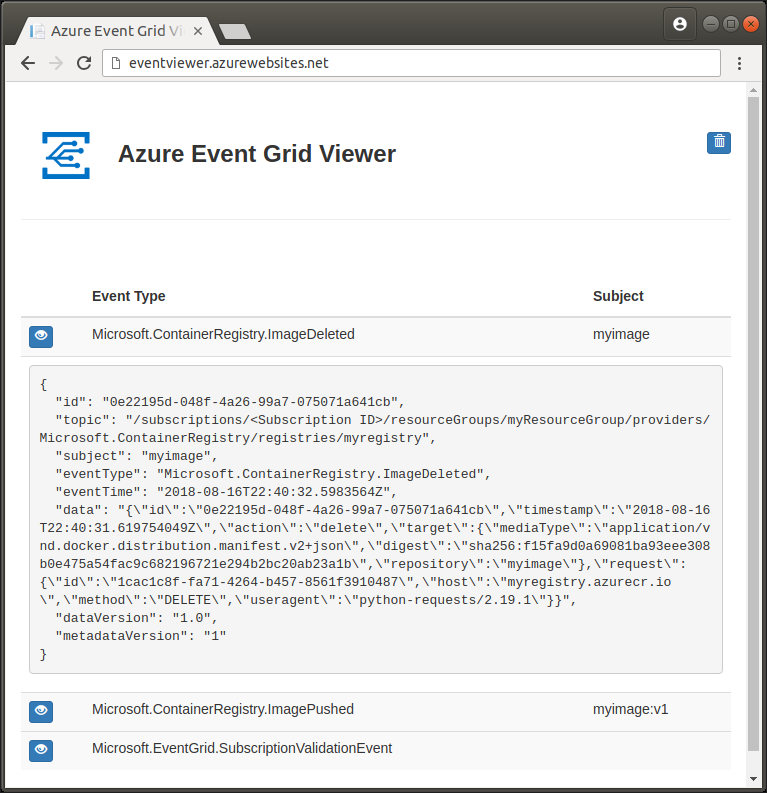 Azure Event Grid Vi
eventviewer.azurewebsites.net
Azure Event Grid Viewer
Event Type Subject
Microsoft.ContainerRegistry.ImageDeleted myimage
{
  "id": "0e22195d-048f-4a26-99a7-075071a641cb",
  "topic": "/subscriptions/<Subscription ID>/resourceGroups/myResourceGroup/providers/
Microsoft.ContainerRegistry/registries/myregistry",
  "subject": "myimage",
  "eventType": "Microsoft.ContainerRegistry.ImageDeleted",
  "eventTime": "2018-08-16T22:40:32.5983564Z",
  "data": "{\"id\":\"0e22195d-048f-4a26-99a7-075071a641cb\",\"timestamp\":\"2018-08-16
T22:40:31.619754049Z\",\"action\":\"delete\",\"target\":{\"mediaType\":\"application/v
nd.docker.distribution.manifest.v2+json\",\"digest\":\"sha256:f15fa9d0a69081ba93eee308
b0e475a54fac9c682196721e294b2bc20ab23a1b\",\"repository\":\"myimage\"},\"request\":
{\"id\":\"1cac1c8f-fa71-4264-b457-8561f3910487\",\"host\":\"myregistry.azurecr.io
\",\"method\":\"DELETE\",\"useragent\":\"python-requests/2.19.1\"}}",
  "dataVersion": "1.0",
  "metadataVersion": "1"
}
Microsoft.ContainerRegistry.ImagePushed myimage:v1
Microsoft.EventGrid.SubscriptionValidationEvent